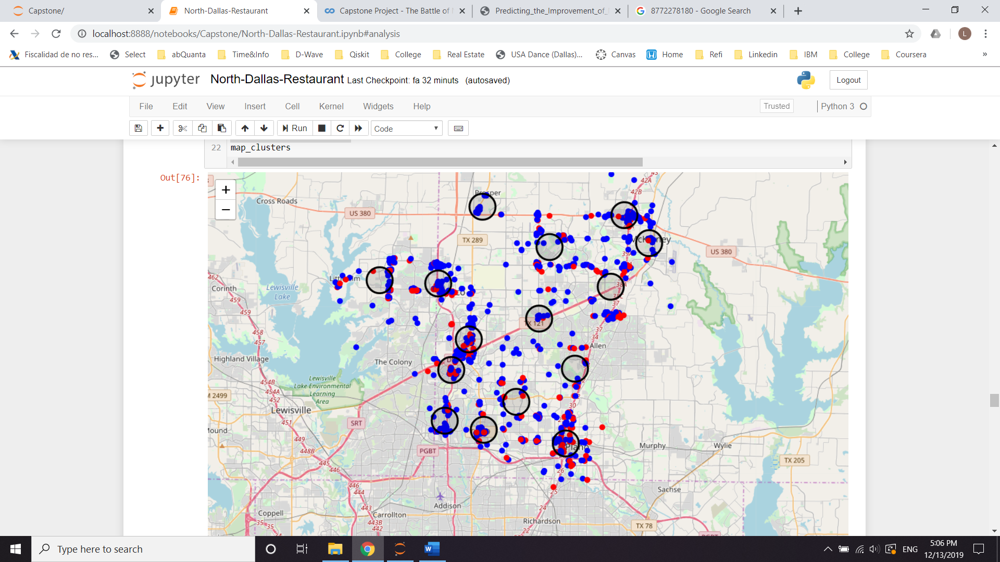 Capstone/
North-Dallas-Restaurant
Capstone Project - The Battle of
Predicting_the_Improvement_of_
8772278180 - Google Search
localhost:8888/notebooks/Capstone/North-Dallas-Restaurant.ipynb#analysis
L
Fiscalidad de no res...
Select
abQuanta
Time&Info
D-Wave
Qiskit
College
Real Estate
USA Dance (Dallas)...
Canvas
Home
Refi
Linkedin
IBM
College
Coursera
»
jupyter North-Dallas-Restaurant Last Checkpoint: fa 32 minuts (autosaved)
Logout
File Edit View Insert Cell Kernel Widgets Help
Trusted
Python 3
Run
Code
22 map_clusters
Out[76]:
+
−
42A
42B
Prosper
Cross Roads
US 380
TX 289
McKinney
US 380
39A
462
Corinth
Lewisville
Lake
459
459
38A
37
TX 121
37
34
458
457
Allen
Highland Village
The Colony
Lewisville
Lake Environmental
Learning
Area
454B
454A
452
M 2499
Lewisville
451
SRT
30
449
448B
445
446
PGBT
Plano
Murphy
Wylie
TX 205
26
446
444
25
Sachse
443
Addison
24
Coppell
Carrollton
443B
442
Richardson
22
TX 78
35
35
Type here to search
W
ENG
5:06 PM
12/13/2019